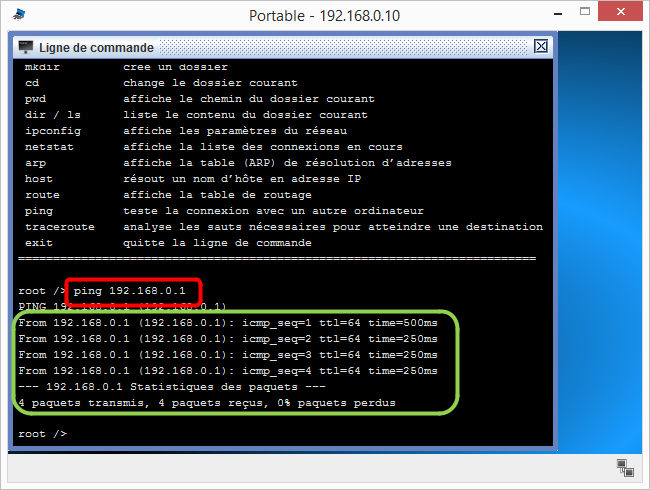 Portable - 192.168.0.10
Ligne de commande
mkdir crée un dossier
cd change le dossier courant
pwd affiche le chemin du dossier courant
dir / ls liste le contenu du dossier courant
ipconfig affiche les paramètres du réseau
netstat affiche la liste des connexions en cours
arp affiche la table (ARP) de résolution d'adresses
host résout un nom d'hôte en adresse IP
route affiche la table de routage
ping teste la connexion avec un autre ordinateur
traceroute analyse les sauts nécessaires pour atteindre une destination
exit quitte la ligne de commande
root /> ping 192.168.0.1
PING 192.168.0.1 (192.168.0.1)
From 192.168.0.1 (192.168.0.1): icmp_seq=1 ttl=64 time=500ms
From 192.168.0.1 (192.168.0.1): icmp_seq=2 ttl=64 time=250ms
From 192.168.0.1 (192.168.0.1): icmp_seq=3 ttl=64 time=250ms
From 192.168.0.1 (192.168.0.1): icmp_seq=4 ttl=64 time=250ms
--- 192.168.0.1 Statistiques des paquets ---
4 paquets transmis, 4 paquets reçus, 0% paquets perdus
root />